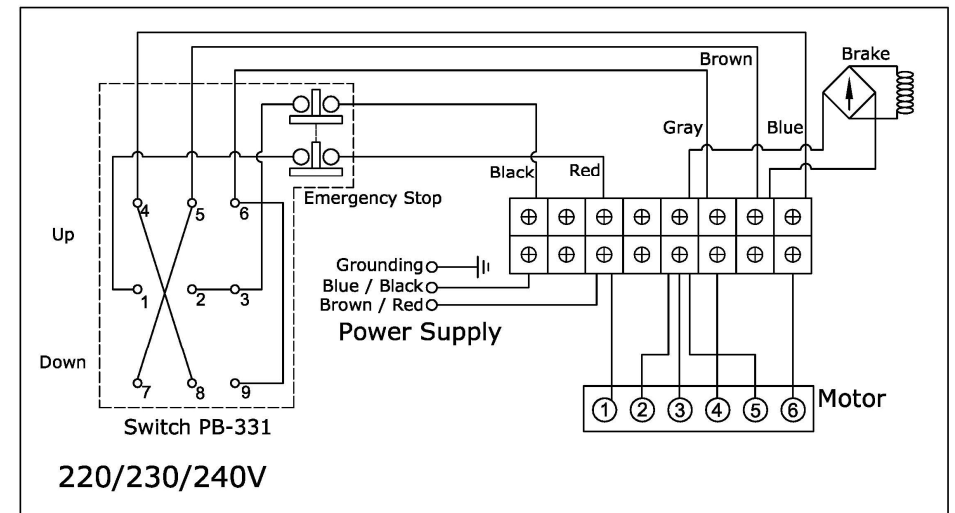 Brown
Brake
Gray
Blue
Black
Red
Emergency Stop
4
5
6
Up
1
2
3
Grounding
Blue / Black
Brown / Red
Power Supply
Down
7
8
9
1 2 3 4 5 6
Motor
Switch PB-331
220/230/240V